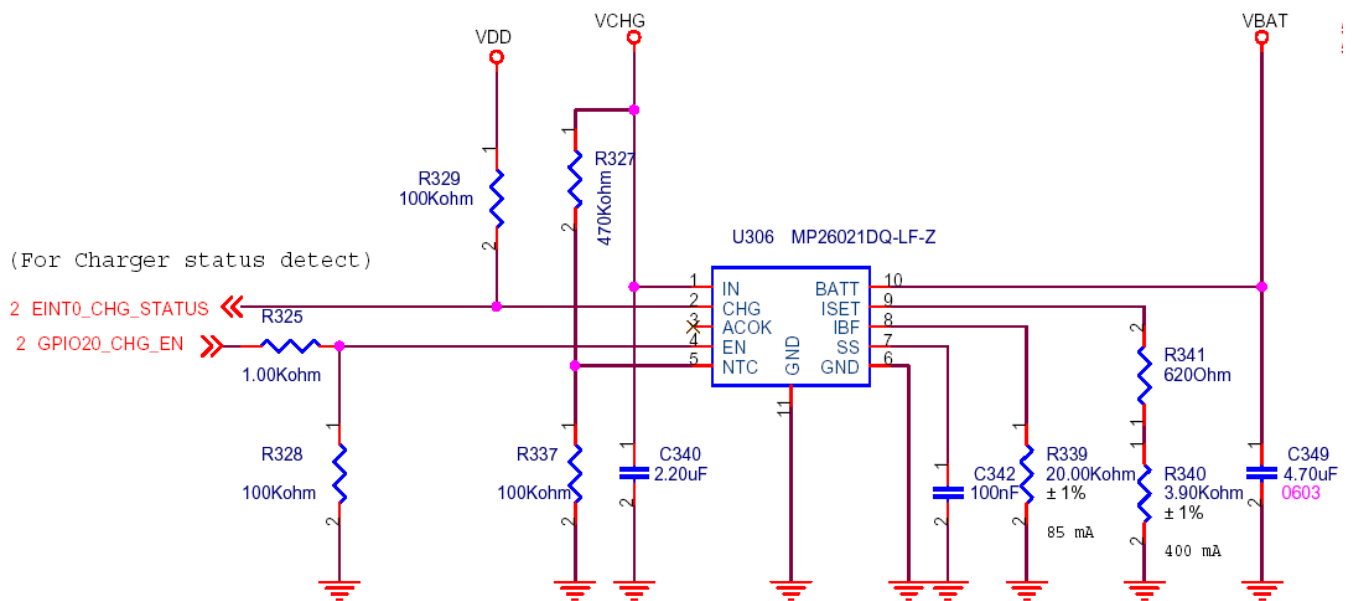 VDD
VCHG
VBAT
1
R329
100Kohm
2
1
R327
470Kohm
2
U306 MP26021DQ-LF-Z
(For Charger status detect)
2 EINT0_CHG_STATUS
2 GPIO20_CHG_EN
R325
1.00Kohm
1
2
3
4
5
IN
CHG
ACOK
EN
NTC
GND
11
BATT
ISET
IBF
SS
GND
10
9
8
7
6
1
R328
100Kohm
2
1
R337
100Kohm
2
1
C340
2.20uF
2
1
C342
100nF
2
1
R339
20.00Kohm
± 1%
2
85 mA
2
R341
620Ohm
1
1
R340
3.90Kohm
± 1%
2
400 mA
1
C349
4.70uF
0603
2